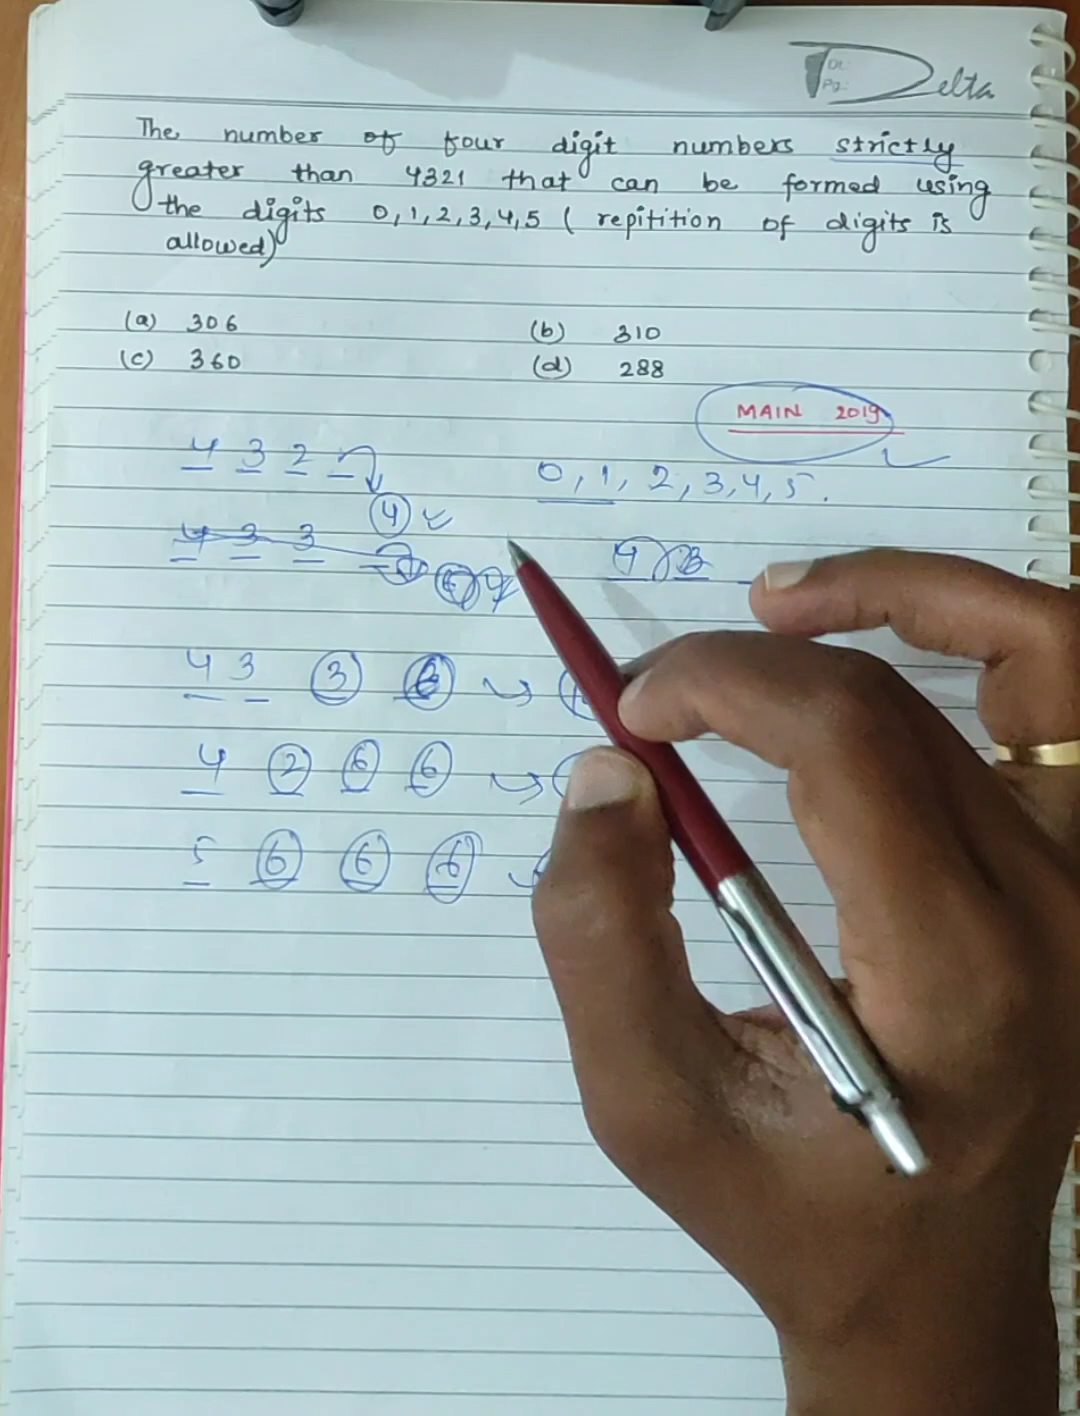 Delta
Dt.:
Pg.:
The number of four digit numbers strictly
greater than 4321 that can be formed using
the digits 0,1,2,3,4,5 ( repitition of digits is
allowed)
(a) 306 (b) 310
(c) 360 (d) 288
MAIN 2019
4 3 2
0, 1, 2, 3, 4, 5.
4
4 3 3
4 3 3
4 2 6 6
5 6 6 6